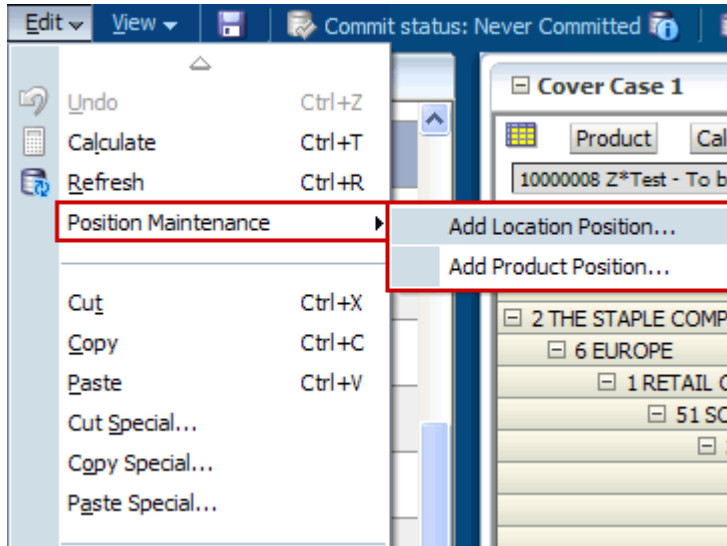 Edit View Commit status: Never Committed
Undo Ctrl+Z
Calculate Ctrl+T
Refresh Ctrl+R
Position Maintenance
Add Location Position...
Add Product Position...
Cut Ctrl+X
Copy Ctrl+C
Paste Ctrl+V
Cut Special...
Copy Special...
Paste Special...
Cover Case 1
Product Cal
10000008 Z*Test - To b
2 THE STAPLE COMP
6 EUROPE
1 RETAIL
51 SC